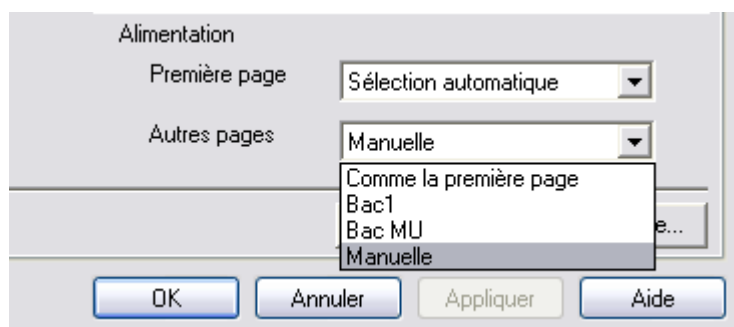 Alimentation
Première page Sélection automatique
Autres pages Manuelle
Comme la première page
Bac1
Bac MU
Manuelle
OK Annuler Appliquer Aide